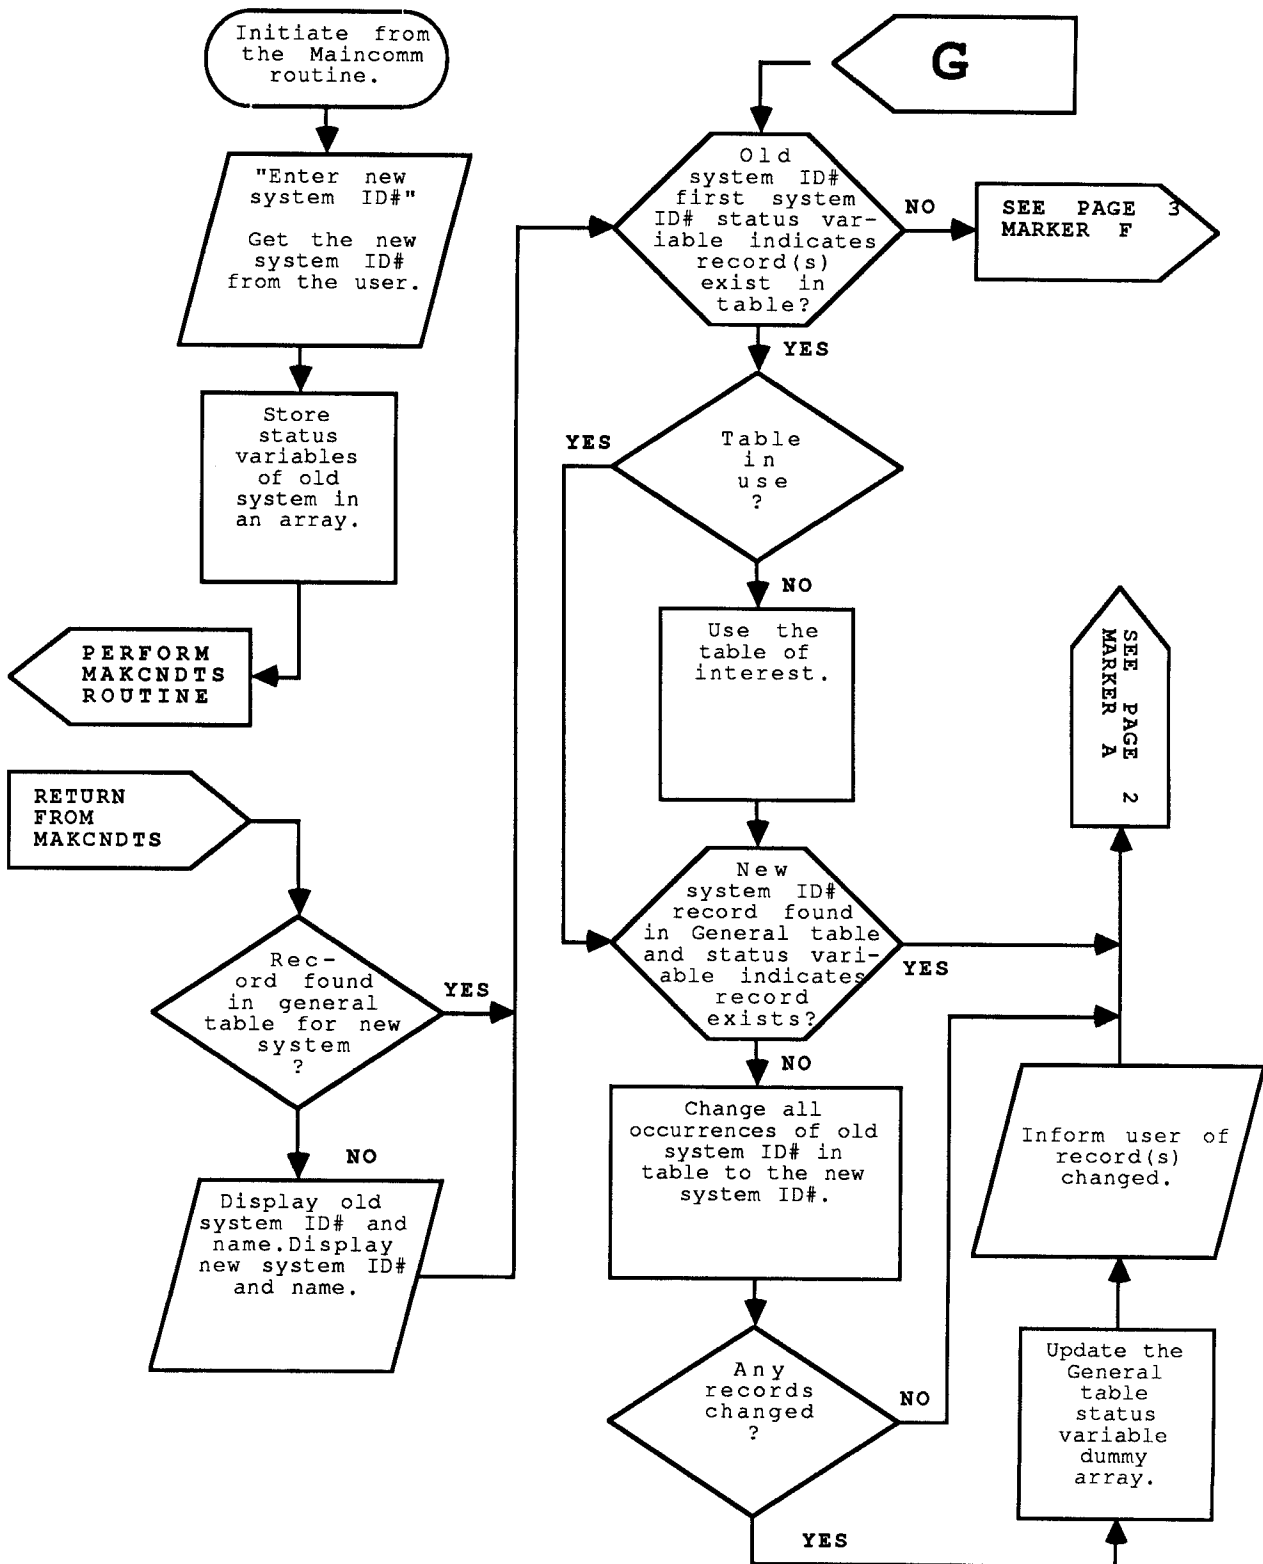 Initiate from
the Maincomm
routine.
"Enter new
system ID#"
Get the new
system ID#
from the user.
Store
status
variables
of old
system in
an array.
PERFORM
MAKCNDTS
ROUTINE
RETURN
FROM
MAKCNDTS
Rec-
ord found
in general
table for new
system
?
YES
NO
Display old
system ID# and
name.Display
new system ID#
and name.
G
Old
system ID#
first system
ID# status var-
iable indicates
record(s)
exist in
table?
NO
SEE PAGE 3
MARKER F
YES
Table
in
use
?
YES
NO
Use the
table of
interest.
New
system ID#
record found
in General table
and status vari-
able indicates
record
exists?
YES
NO
Change all
occurrences of old
system ID# in
table to the new
system ID#.
Any
records
changed
?
NO
YES
Update the
General
table
status
variable
dummy
array.
Inform user of
record(s)
changed.
SEE PAGE 2
MARKER A